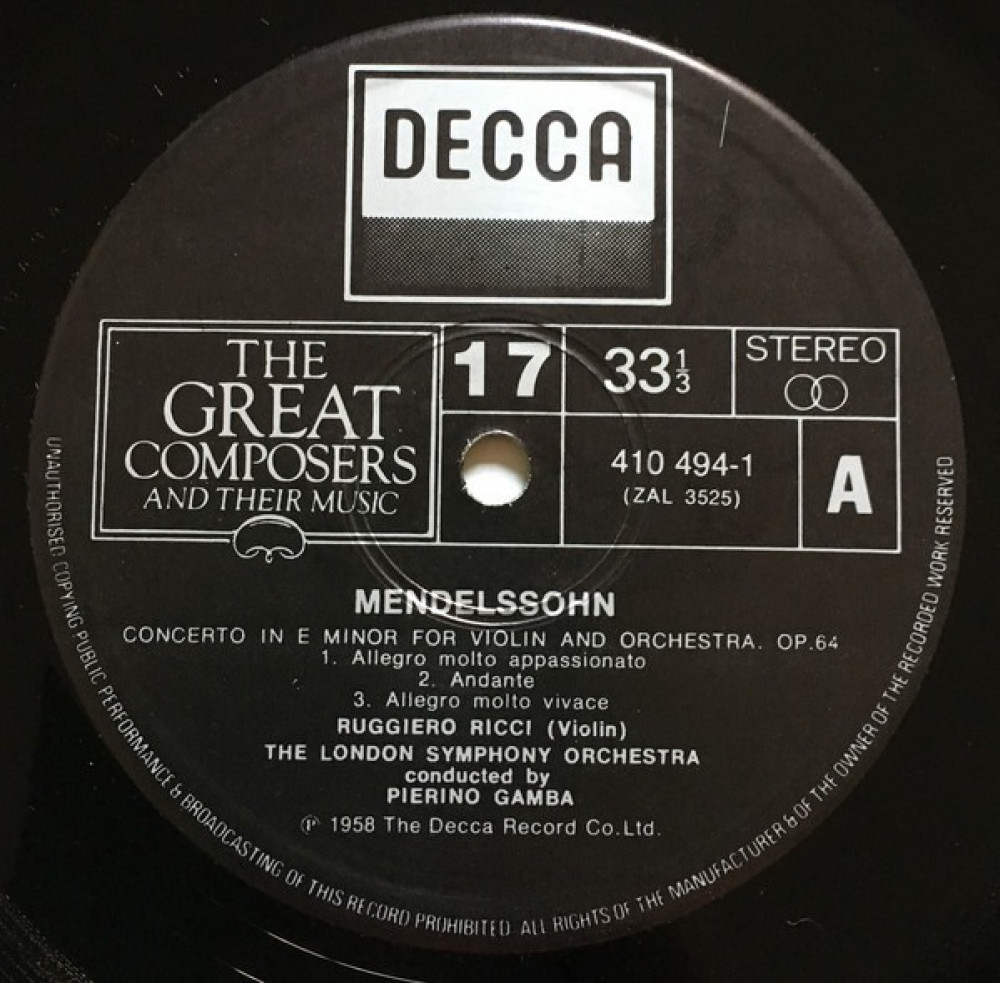 DECCA
THE
GREAT
COMPOSERS
AND THEIR MUSIC
17
33⅓
STEREO
410 494-1
(ZAL 3525)
A
MENDELSSOHN
CONCERTO IN E MINOR FOR VIOLIN AND ORCHESTRA. OP.64
1. Allegro molto appassionato
2. Andante
3. Allegro molto vivace
RUGGIERO RICCI (Violin)
THE LONDON SYMPHONY ORCHESTRA
conducted by
PIERINO GAMBA
℗ 1958 The Decca Record Co.Ltd.
UNAUTHORISED COPYING PUBLIC PERFORMANCE & BROADCASTING OF THIS RECORD PROHIBITED. ALL RIGHTS OF THE MANUFACTURER & OF THE OWNER OF THE RECORDED WORK RESERVED